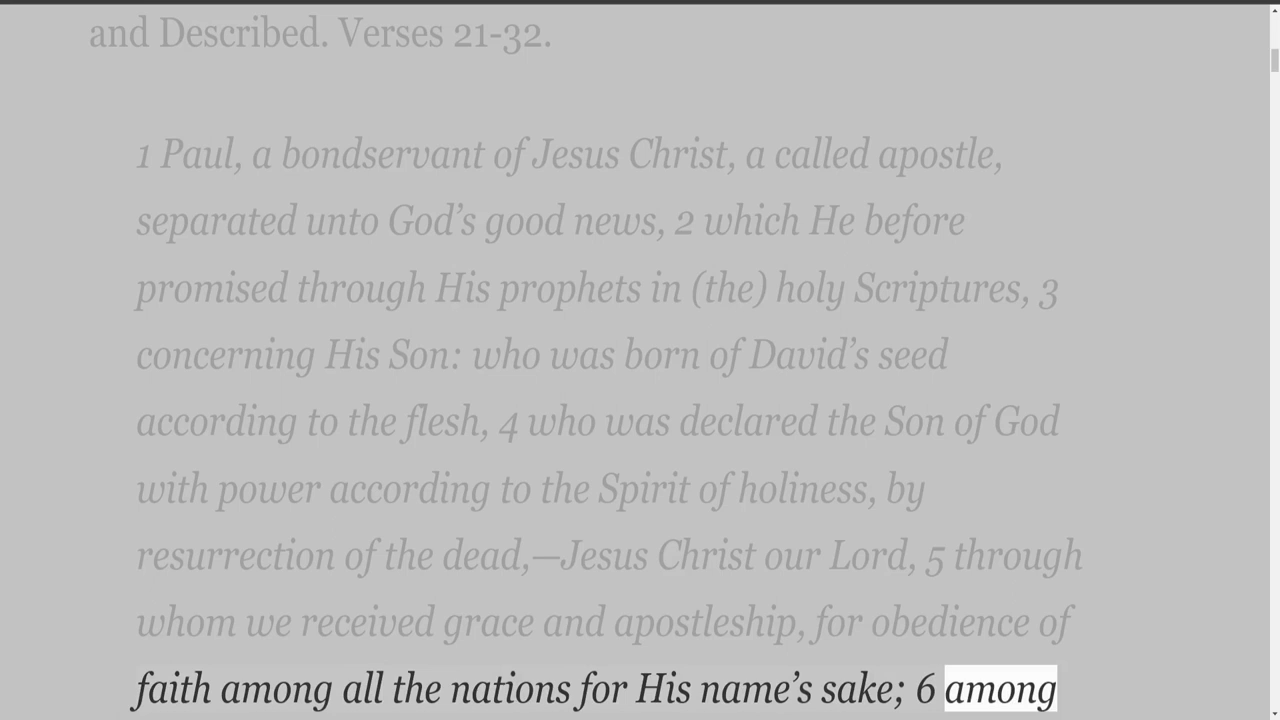 and Described. Verses 21-32.
1 Paul, a bondservant of Jesus Christ, a called apostle,
separated unto God’s good news, 2 which He before
promised through His prophets in (the) holy Scriptures, 3
concerning His Son: who was born of David’s seed
according to the flesh, 4 who was declared the Son of God
with power according to the Spirit of holiness, by
resurrection of the dead,—Jesus Christ our Lord, 5 through
whom we received grace and apostleship, for obedience of
faith among all the nations for His name’s sake; 6 among